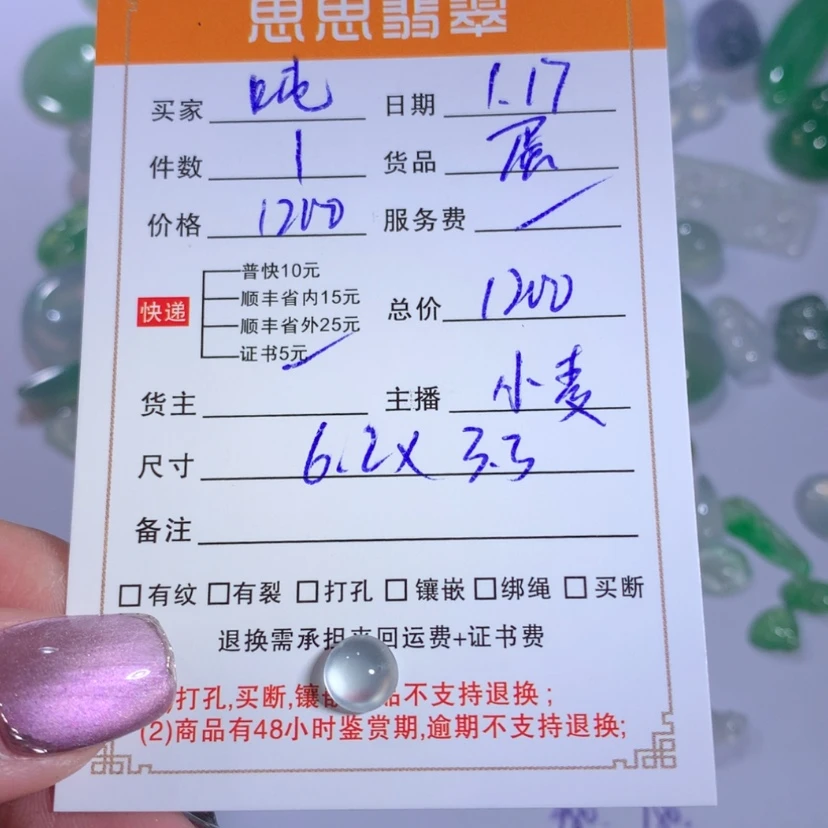 思思翡翠
买家 吨 日期 1.17
件数 1 货品 蛋
价格 1200 服务费
普快10元
顺丰省内15元
快递 总价 1200
顺丰省外25元
证书5元
货主 主播 小麦
尺寸 6.2X 3.3
备注
有纹 有裂 打孔 镶嵌 绑绳 买断
退换需承担来回运费+证书费
打孔,买断,镶嵌 品不支持退换;
(2)商品有48小时鉴赏期,逾期不支持退换;